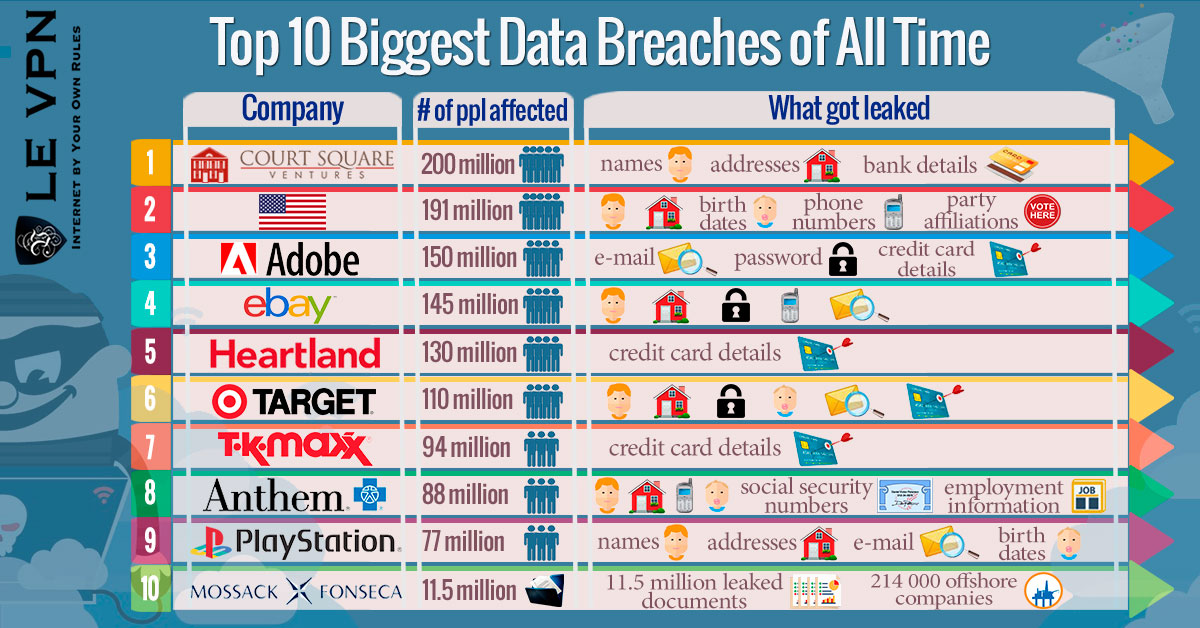 LE VPN
INTERNET BY YOUR OWN RULES
Top 10 Biggest Data Breaches of All Time
Company
# of ppl affected
What got leaked
1
COURT SQUARE
VENTURES
200 million
names
addresses
bank details
2
191 million
birth
dates
phone
numbers
party
affiliations
VOTE
HERE
3
Adobe
150 million
e-mail
password
credit card
details
4
ebay
145 million
5
Heartland
130 million
credit card details
6
TARGET
110 million
7
T·K·maxx
94 million
credit card details
8
Anthem
88 million
social security
numbers
employment
information
JOB
9
PlayStation
77 million
names
addresses
e-mail
birth
dates
10
MOSSACK FONSECA
11.5 million
11.5 million leaked
documents
214 000 offshore
companies